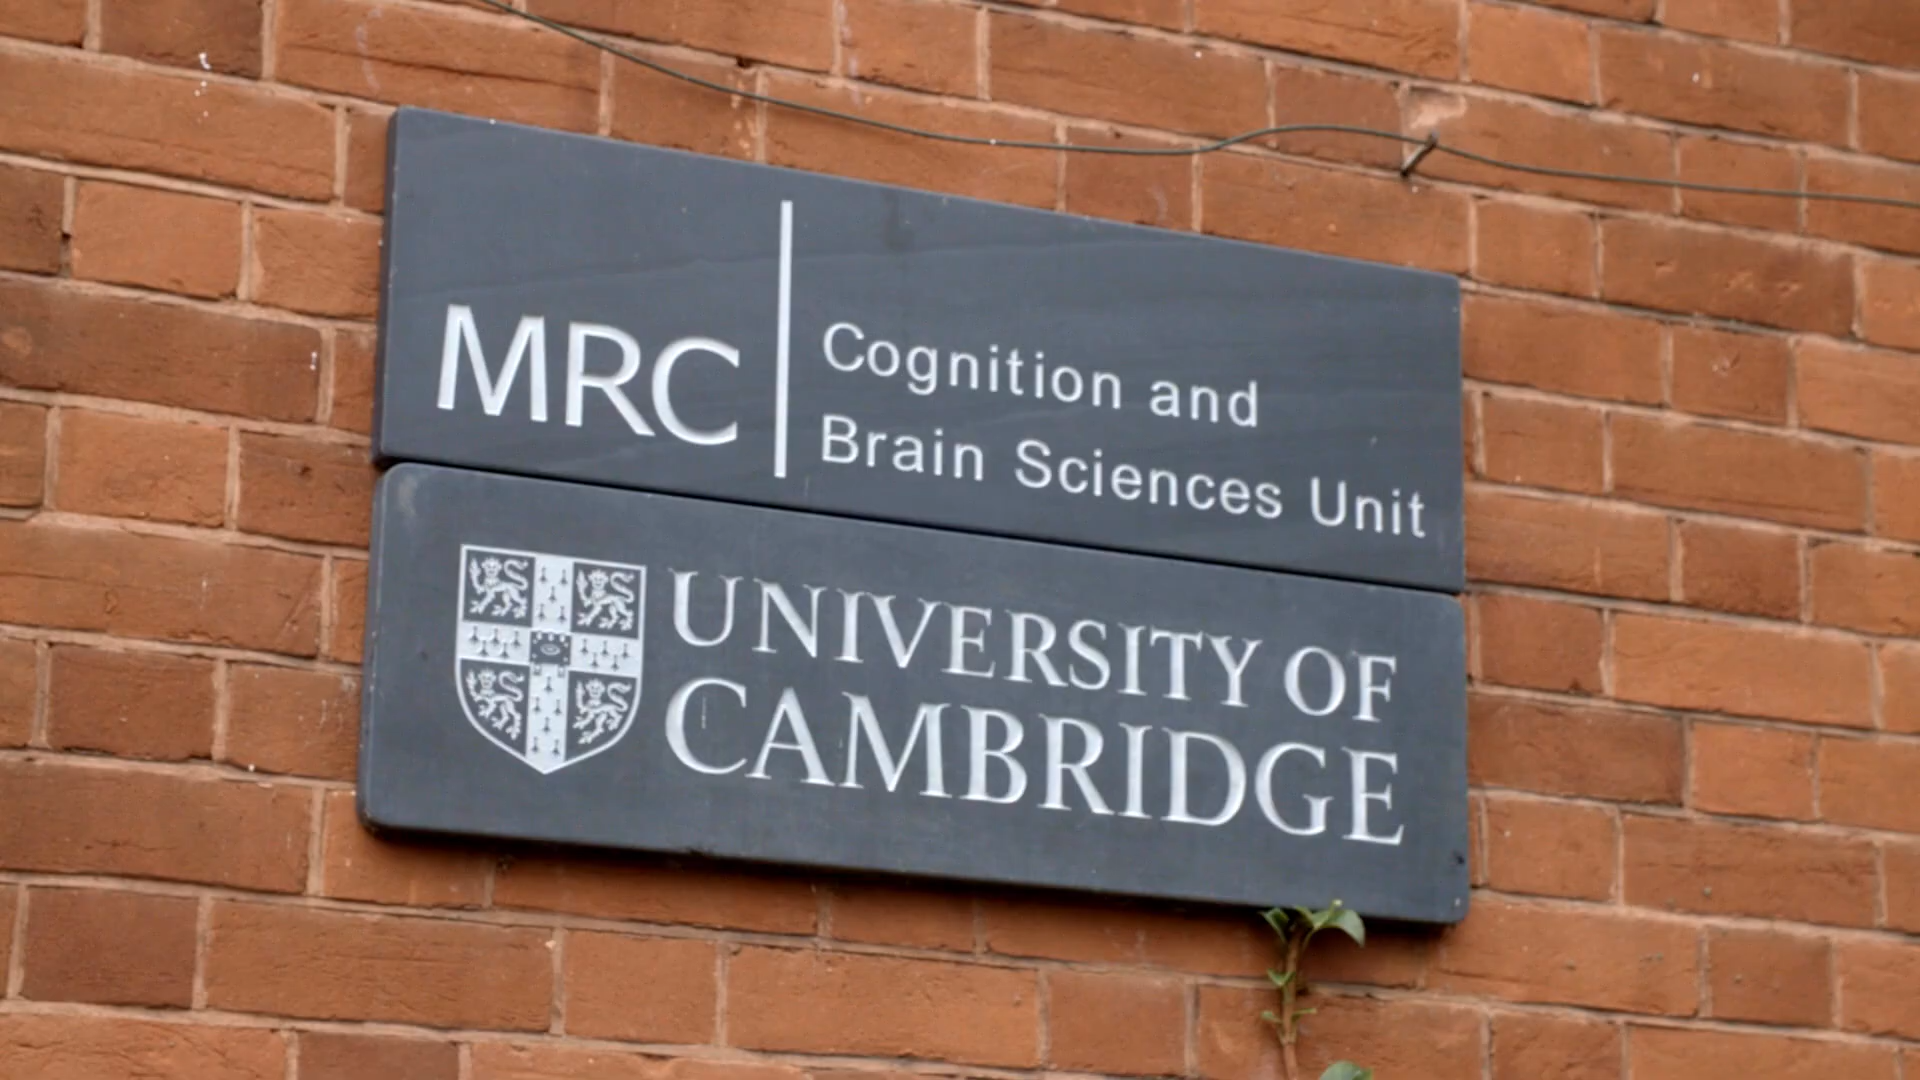 MRC
Cognition and
Brain Sciences Unit
UNIVERSITY OF
CAMBRIDGE